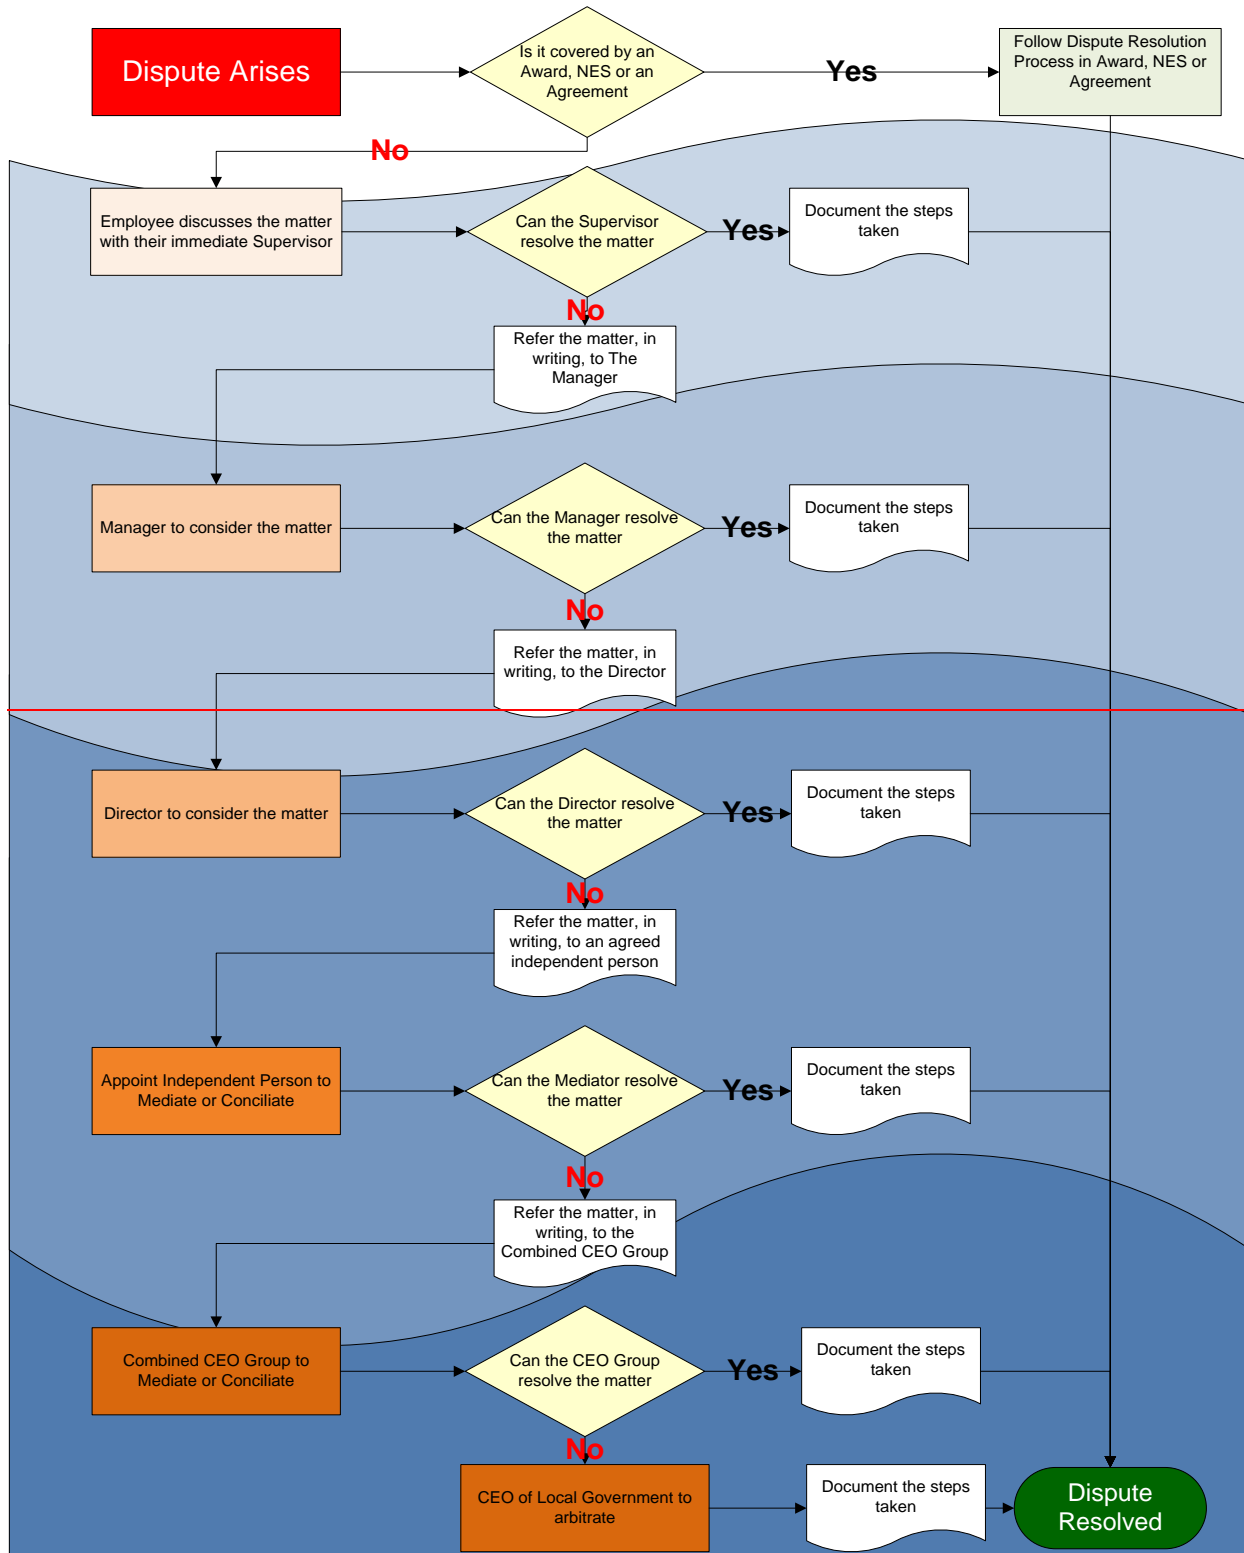 Dispute Arises
Is it covered by an
Award, NES or an
Agreement
Yes
Follow Dispute Resolution
Process in Award, NES or
Agreement
No
Employee discusses the matter
with their immediate Supervisor
Can the Supervisor
resolve the matter
Yes
Document the steps
taken
No
Refer the matter, in
writing, to The
Manager
Manager to consider the matter
Can the Manager resolve
the matter
Yes
Document the steps
taken
No
Refer the matter, in
writing, to the Director
Director to consider the matter
Can the Director resolve
the matter
Yes
Document the steps
taken
No
Refer the matter, in
writing, to an agreed
independent person
Appoint Independent Person to
Mediate or Conciliate
Can the Mediator resolve
the matter
Yes
Document the steps
taken
No
Refer the matter, in
writing, to the
Combined CEO Group
Combined CEO Group to
Mediate or Conciliate
Can the CEO Group
resolve the matter
Yes
Document the steps
taken
No
CEO of Local Government to
arbitrate
Document the steps
taken
Dispute
Resolved